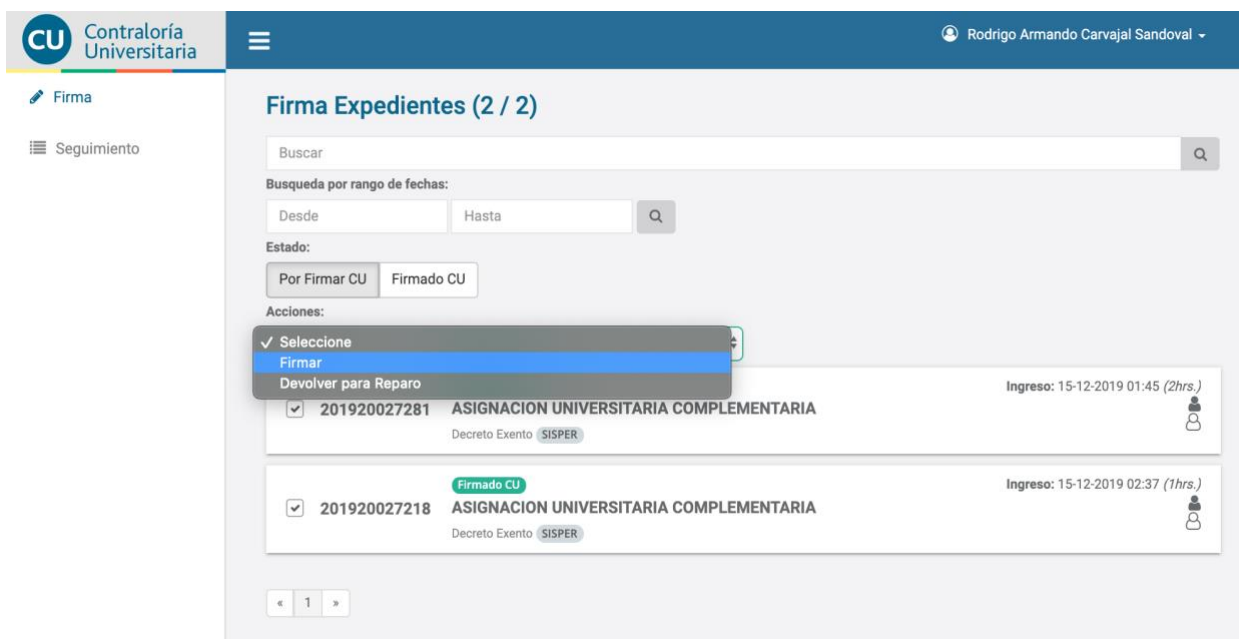 CU Contraloría Universitaria
Rodrigo Armando Carvajal Sandoval
Firma
Seguimiento
Firma Expedientes (2 / 2)
Buscar
Busqueda por rango de fechas:
Desde Hasta
Estado:
Por Firmar CU Firmado CU
Acciones:
✓ Seleccione
Firmar
Devolver para Reparo
Ingreso: 15-12-2019 01:45 (2hrs.)
201920027281 ASIGNACION UNIVERSITARIA COMPLEMENTARIA
Decreto Exento SISPER
Firmado CU
Ingreso: 15-12-2019 02:37 (1hrs.)
201920027218 ASIGNACION UNIVERSITARIA COMPLEMENTARIA
Decreto Exento SISPER
« 1 »